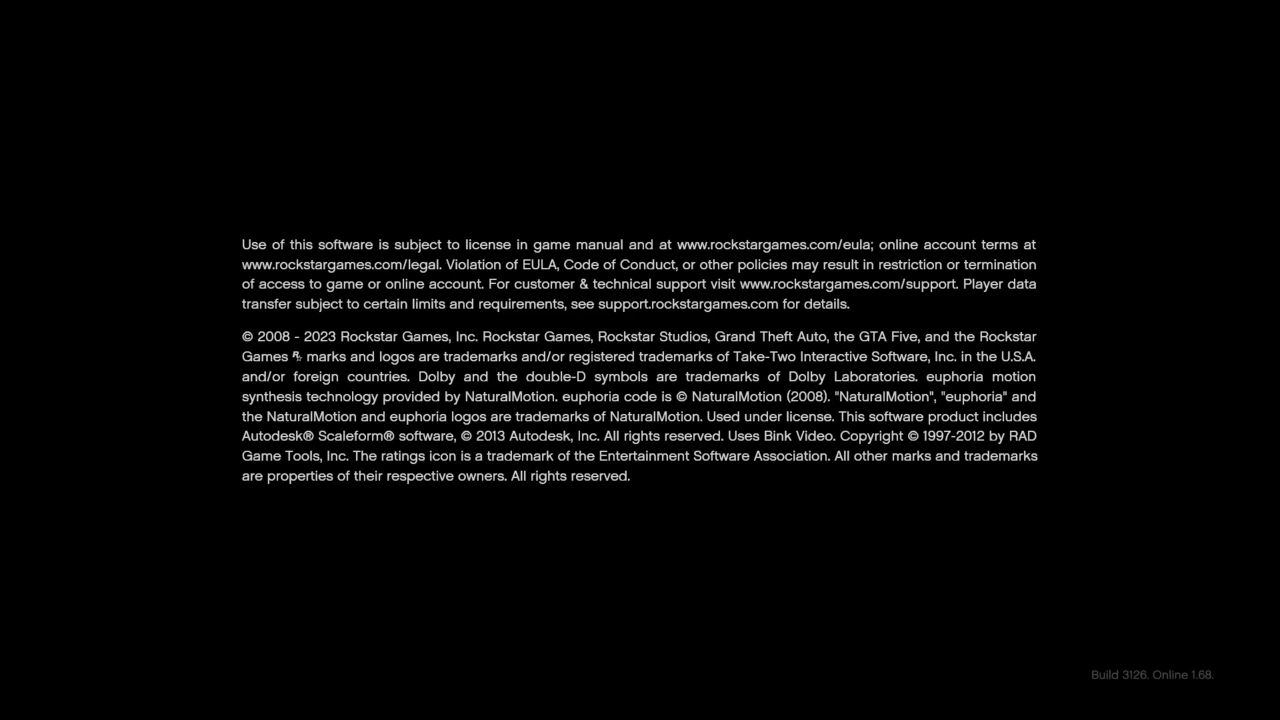 Use of this software is subject to license in game manual and at www.rockstargames.com/eula; online account terms at
www.rockstargames.com/legal. Violation of EULA, Code of Conduct, or other policies may result in restriction or termination
of access to game or online account. For customer & technical support visit www.rockstargames.com/support. Player data
transfer subject to certain limits and requirements, see support.rockstargames.com for details.
© 2008 - 2023 Rockstar Games, Inc. Rockstar Games, Rockstar Studios, Grand Theft Auto, the GTA Five, and the Rockstar
Games R* marks and logos are trademarks and/or registered trademarks of Take-Two Interactive Software, Inc. in the U.S.A.
and/or foreign countries. Dolby and the double-D symbols are trademarks of Dolby Laboratories. euphoria motion
synthesis technology provided by NaturalMotion. euphoria code is © NaturalMotion (2008). "NaturalMotion", "euphoria" and
the NaturalMotion and euphoria logos are trademarks of NaturalMotion. Used under license. This software product includes
Autodesk® Scaleform® software, © 2013 Autodesk, Inc. All rights reserved. Uses Bink Video. Copyright © 1997-2012 by RAD
Game Tools, Inc. The ratings icon is a trademark of the Entertainment Software Association. All other marks and trademarks
are properties of their respective owners. All rights reserved.
Build 3126. Online 1.68.